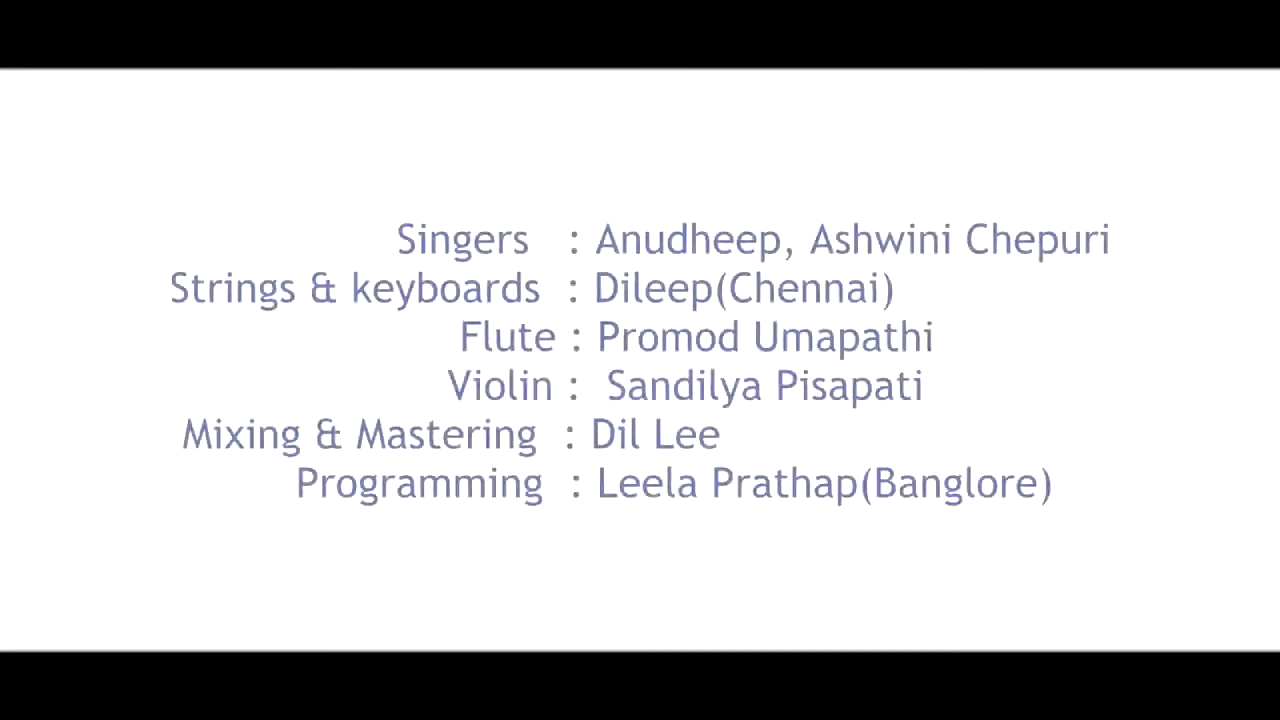 Singers : Anudheep, Ashwini Chepuri
Strings & keyboards : Dileep(Chennai)
Flute : Promod Umapathi
Violin : Sandilya Pisapati
Mixing & Mastering : Dil Lee
Programming : Leela Prathap(Banglore)